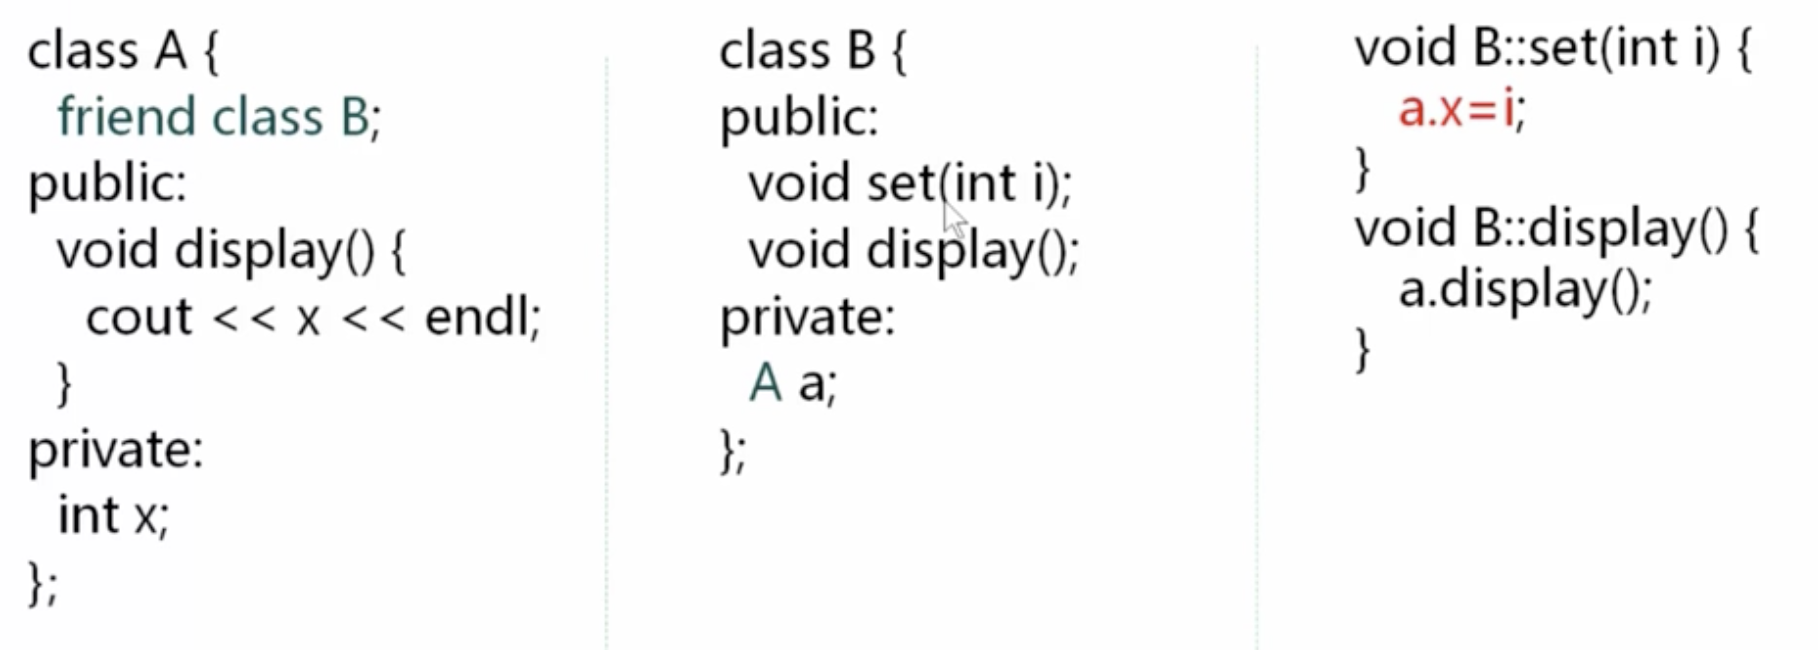 class A {
friend class B;
public:
void display() {
cout << x << endl;
}
private:
int x;
};
class B {
public:
void set(int i);
void display();
private:
A a;
};
void B::set(int i) {
a.x=i;
}
void B::display() {
a.display();
}